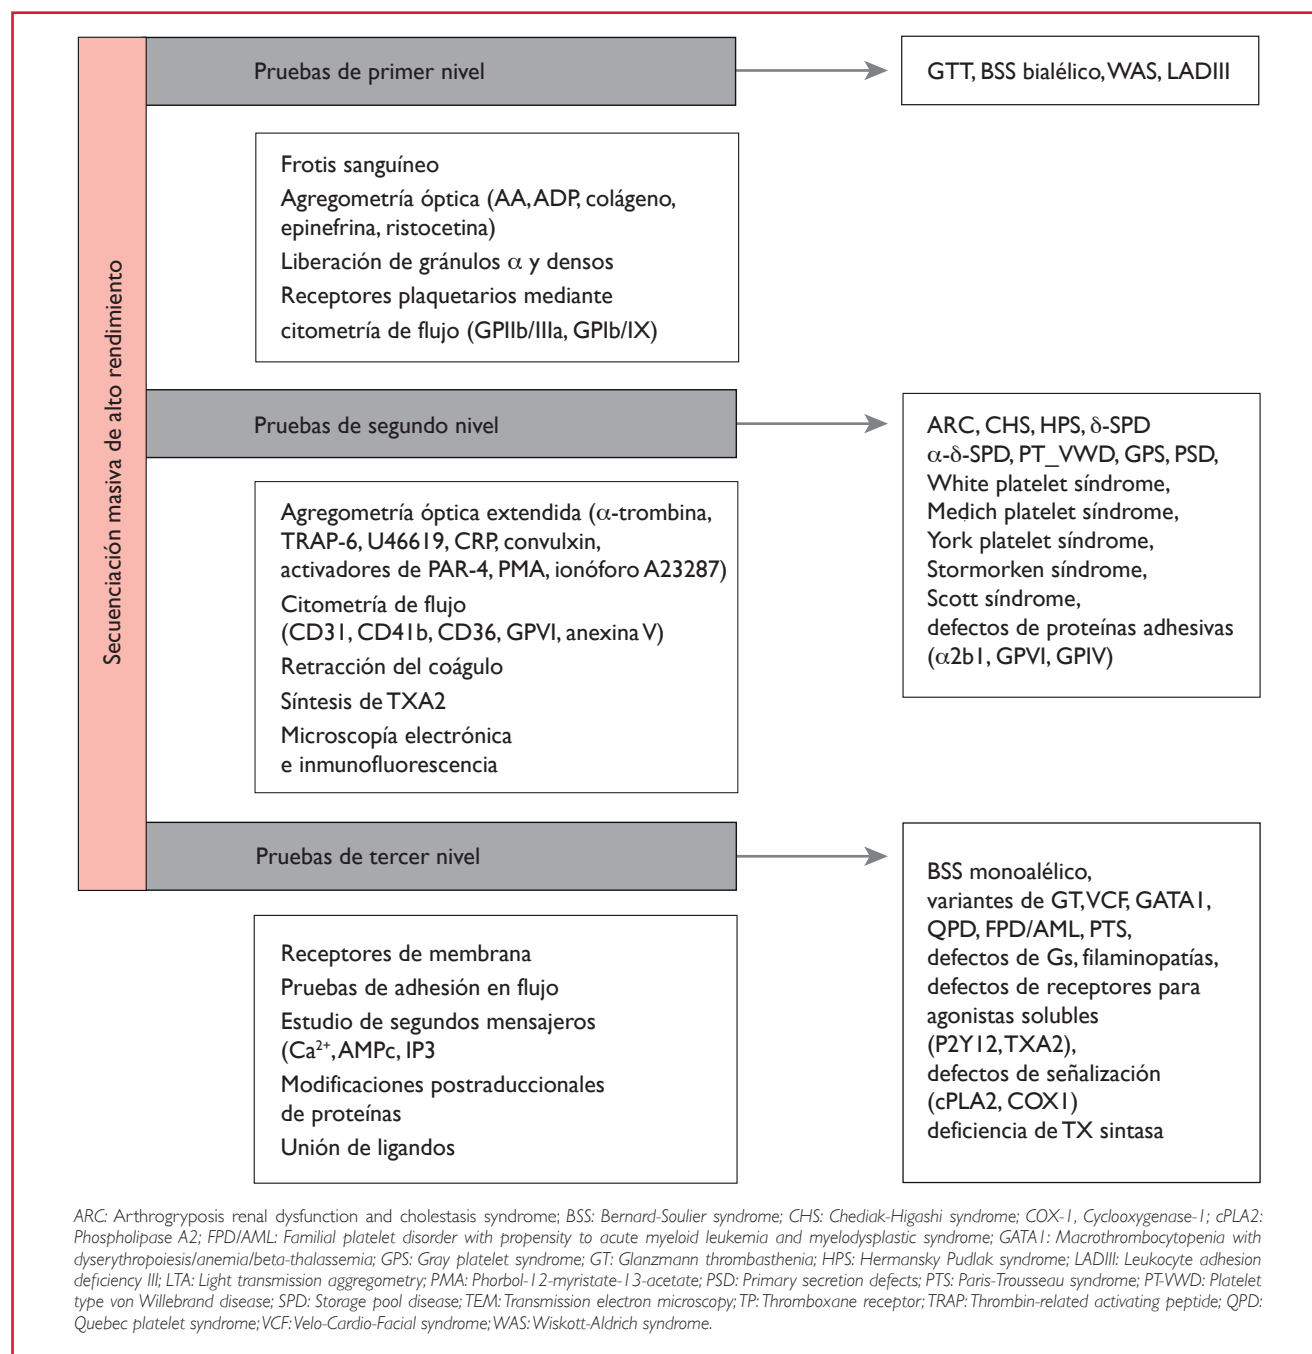 Secuenciación masiva de alto rendimiento
Pruebas de primer nivel
GTT, BSS bialélico, WAS, LADIII
Frotis sanguíneo
Agregometría óptica (AA, ADP, colágeno,
epinefrina, ristocetina)
Liberación de gránulos α y densos
Receptores plaquetarios mediante
citometría de flujo (GPIIb/IIIa, GPIb/IX)
Pruebas de segundo nivel
ARC, CHS, HPS, δ-SPD
α-δ-SPD, PT_VWD, GPS, PSD,
White platelet síndrome,
Medich platelet síndrome,
York platelet síndrome,
Stormorken síndrome,
Scott síndrome,
defectos de proteínas adhesivas
(α2b1, GPVI, GPIV)
Agregometría óptica extendida (α-trombina,
TRAP-6, U46619, CRP, convulxin,
activadores de PAR-4, PMA, ionóforo A23287)
Citometría de flujo
(CD31, CD41b, CD36, GPVI, anexina V)
Retracción del coágulo
Síntesis de TXA2
Microscopía electrónica
e inmunofluorescencia
Pruebas de tercer nivel
BSS monoalélico,
variantes de GT, VCF, GATA1,
QPD, FPD/AML, PTS,
defectos de Gs, filaminopatías,
defectos de receptores para
agonistas solubles
(P2Y12, TXA2),
defectos de señalización
(cPLA2, COX1)
deficiencia de TX sintasa
Receptores de membrana
Pruebas de adhesión en flujo
Estudio de segundos mensajeros
(Ca²⁺, AMPc, IP3
Modificaciones postraduccionales
de proteínas
Unión de ligandos
ARC: Arthrogryposis renal dysfunction and cholestasis syndrome; BSS: Bernard-Soulier syndrome; CHS: Chediak-Higashi syndrome; COX-1, Cyclooxygenase-1; cPLA2:
Phospholipase A2; FPD/AML: Familial platelet disorder with propensity to acute myeloid leukemia and myelodysplastic syndrome; GATA1: Macrothrombocytopenia with
dyserythropoiesis/anemia/beta-thalassemia; GPS: Gray platelet syndrome; GT: Glanzmann thrombasthenia; HPS: Hermansky Pudlak syndrome; LADIII: Leukocyte adhesion
deficiency III; LTA: Light transmission aggregometry; PMA: Phorbol-12-myristate-13-acetate; PSD: Primary secretion defects; PTS: Paris-Trousseau syndrome; PT-VWD: Platelet
type von Willebrand disease; SPD: Storage pool disease; TEM: Transmission electron microscopy; TP: Thromboxane receptor; TRAP: Thrombin-related activating peptide; QPD:
Quebec platelet syndrome; VCF: Velo-Cardio-Facial syndrome; WAS: Wiskott-Aldrich syndrome.